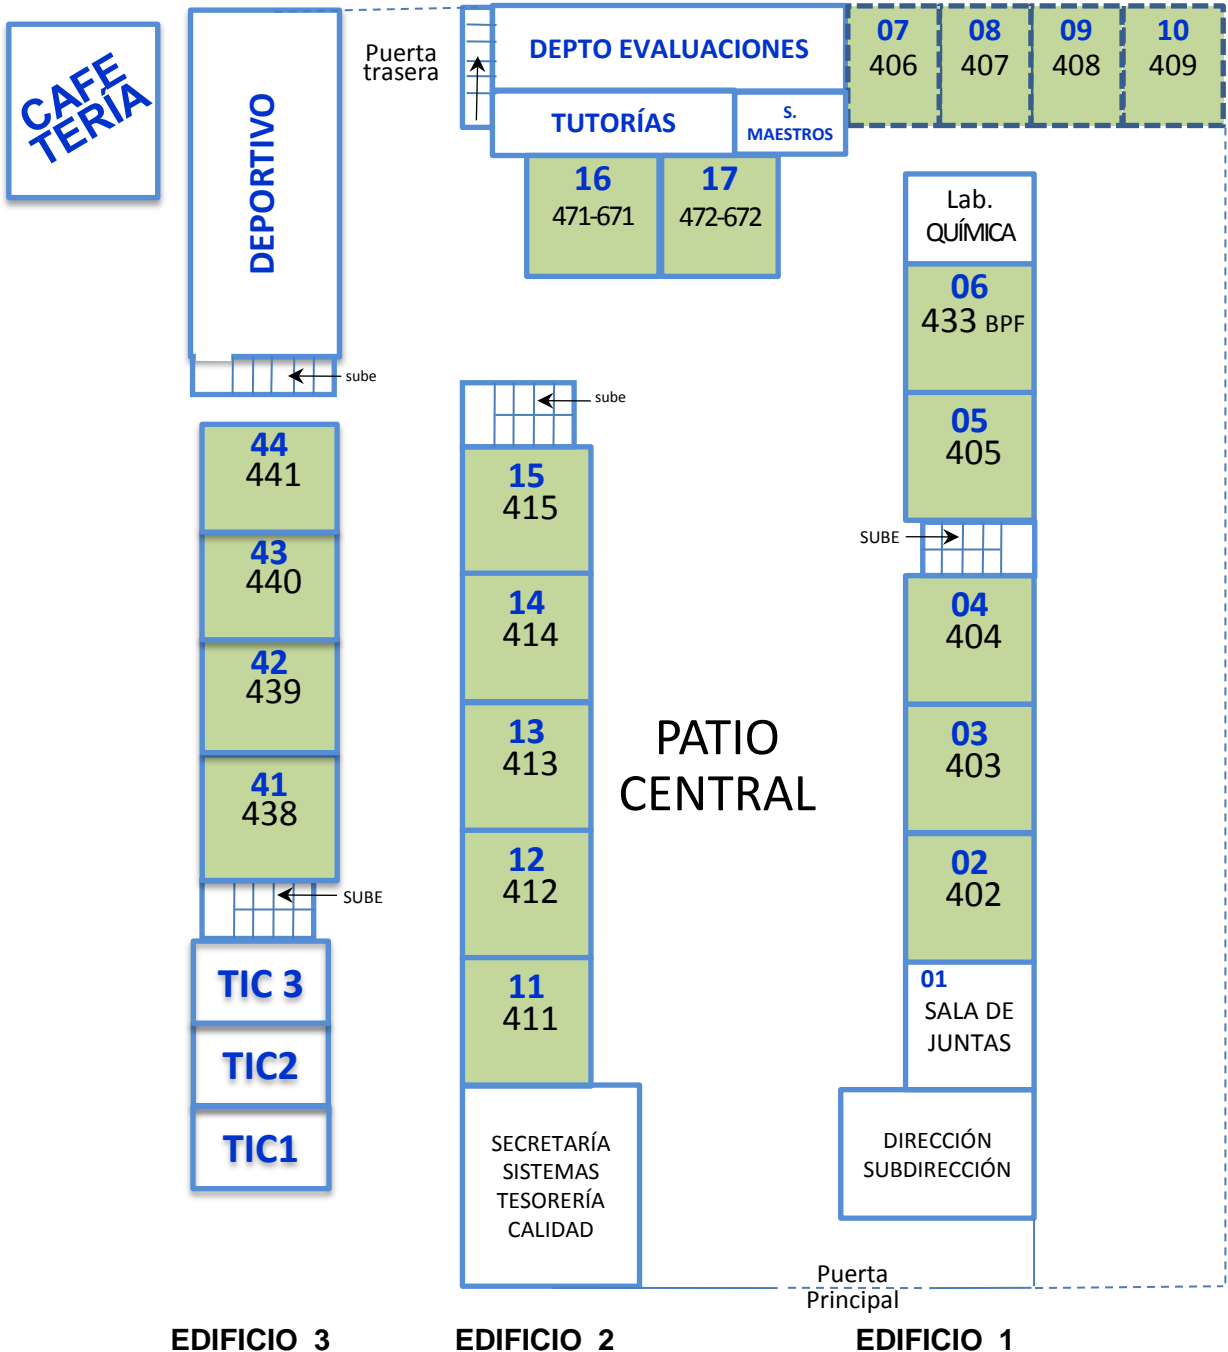 CAFE
TERÍA
DEPORTIVO
sube
44
441
43
440
42
439
41
438
SUBE
TIC 3
TIC2
TIC1
EDIFICIO 3
Puerta
trasera
DEPTO EVALUACIONES
TUTORÍAS
S.
MAESTROS
16
471-671
17
472-672
sube
15
415
14
414
13
413
12
412
11
411
SECRETARÍA
SISTEMAS
TESORERÍA
CALIDAD
EDIFICIO 2
PATIO
CENTRAL
07
406
08
407
09
408
10
409
Lab.
QUÍMICA
06
433 BPF
05
405
SUBE
04
404
03
403
02
402
01
SALA DE
JUNTAS
DIRECCIÓN
SUBDIRECCIÓN
Puerta
Principal
EDIFICIO 1